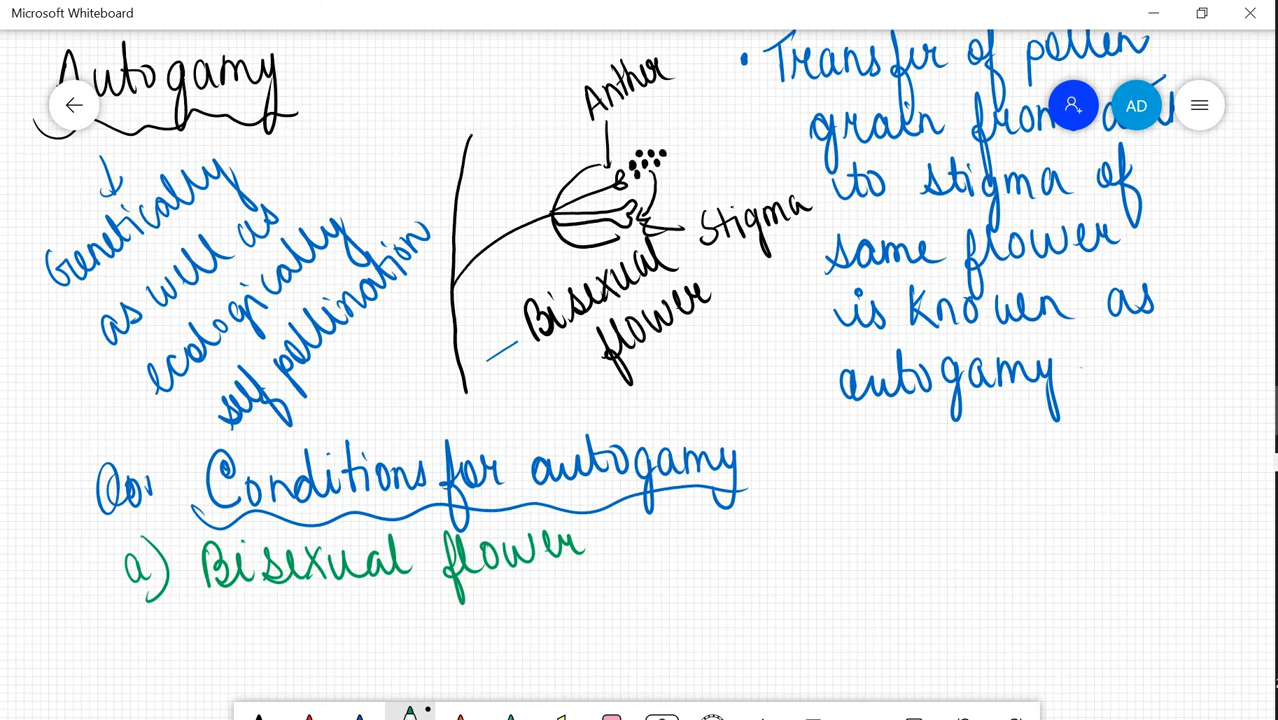 Microsoft Whiteboard
Autogamy
Genetically
as well as
ecologically
self pollination
Anther
Stigma
Bisexual
flower
• Transfer of pollen
grain from
to stigma of
same flower
is known as
autogamy
AD
Conditions for autogamy
a) Bisexual flower